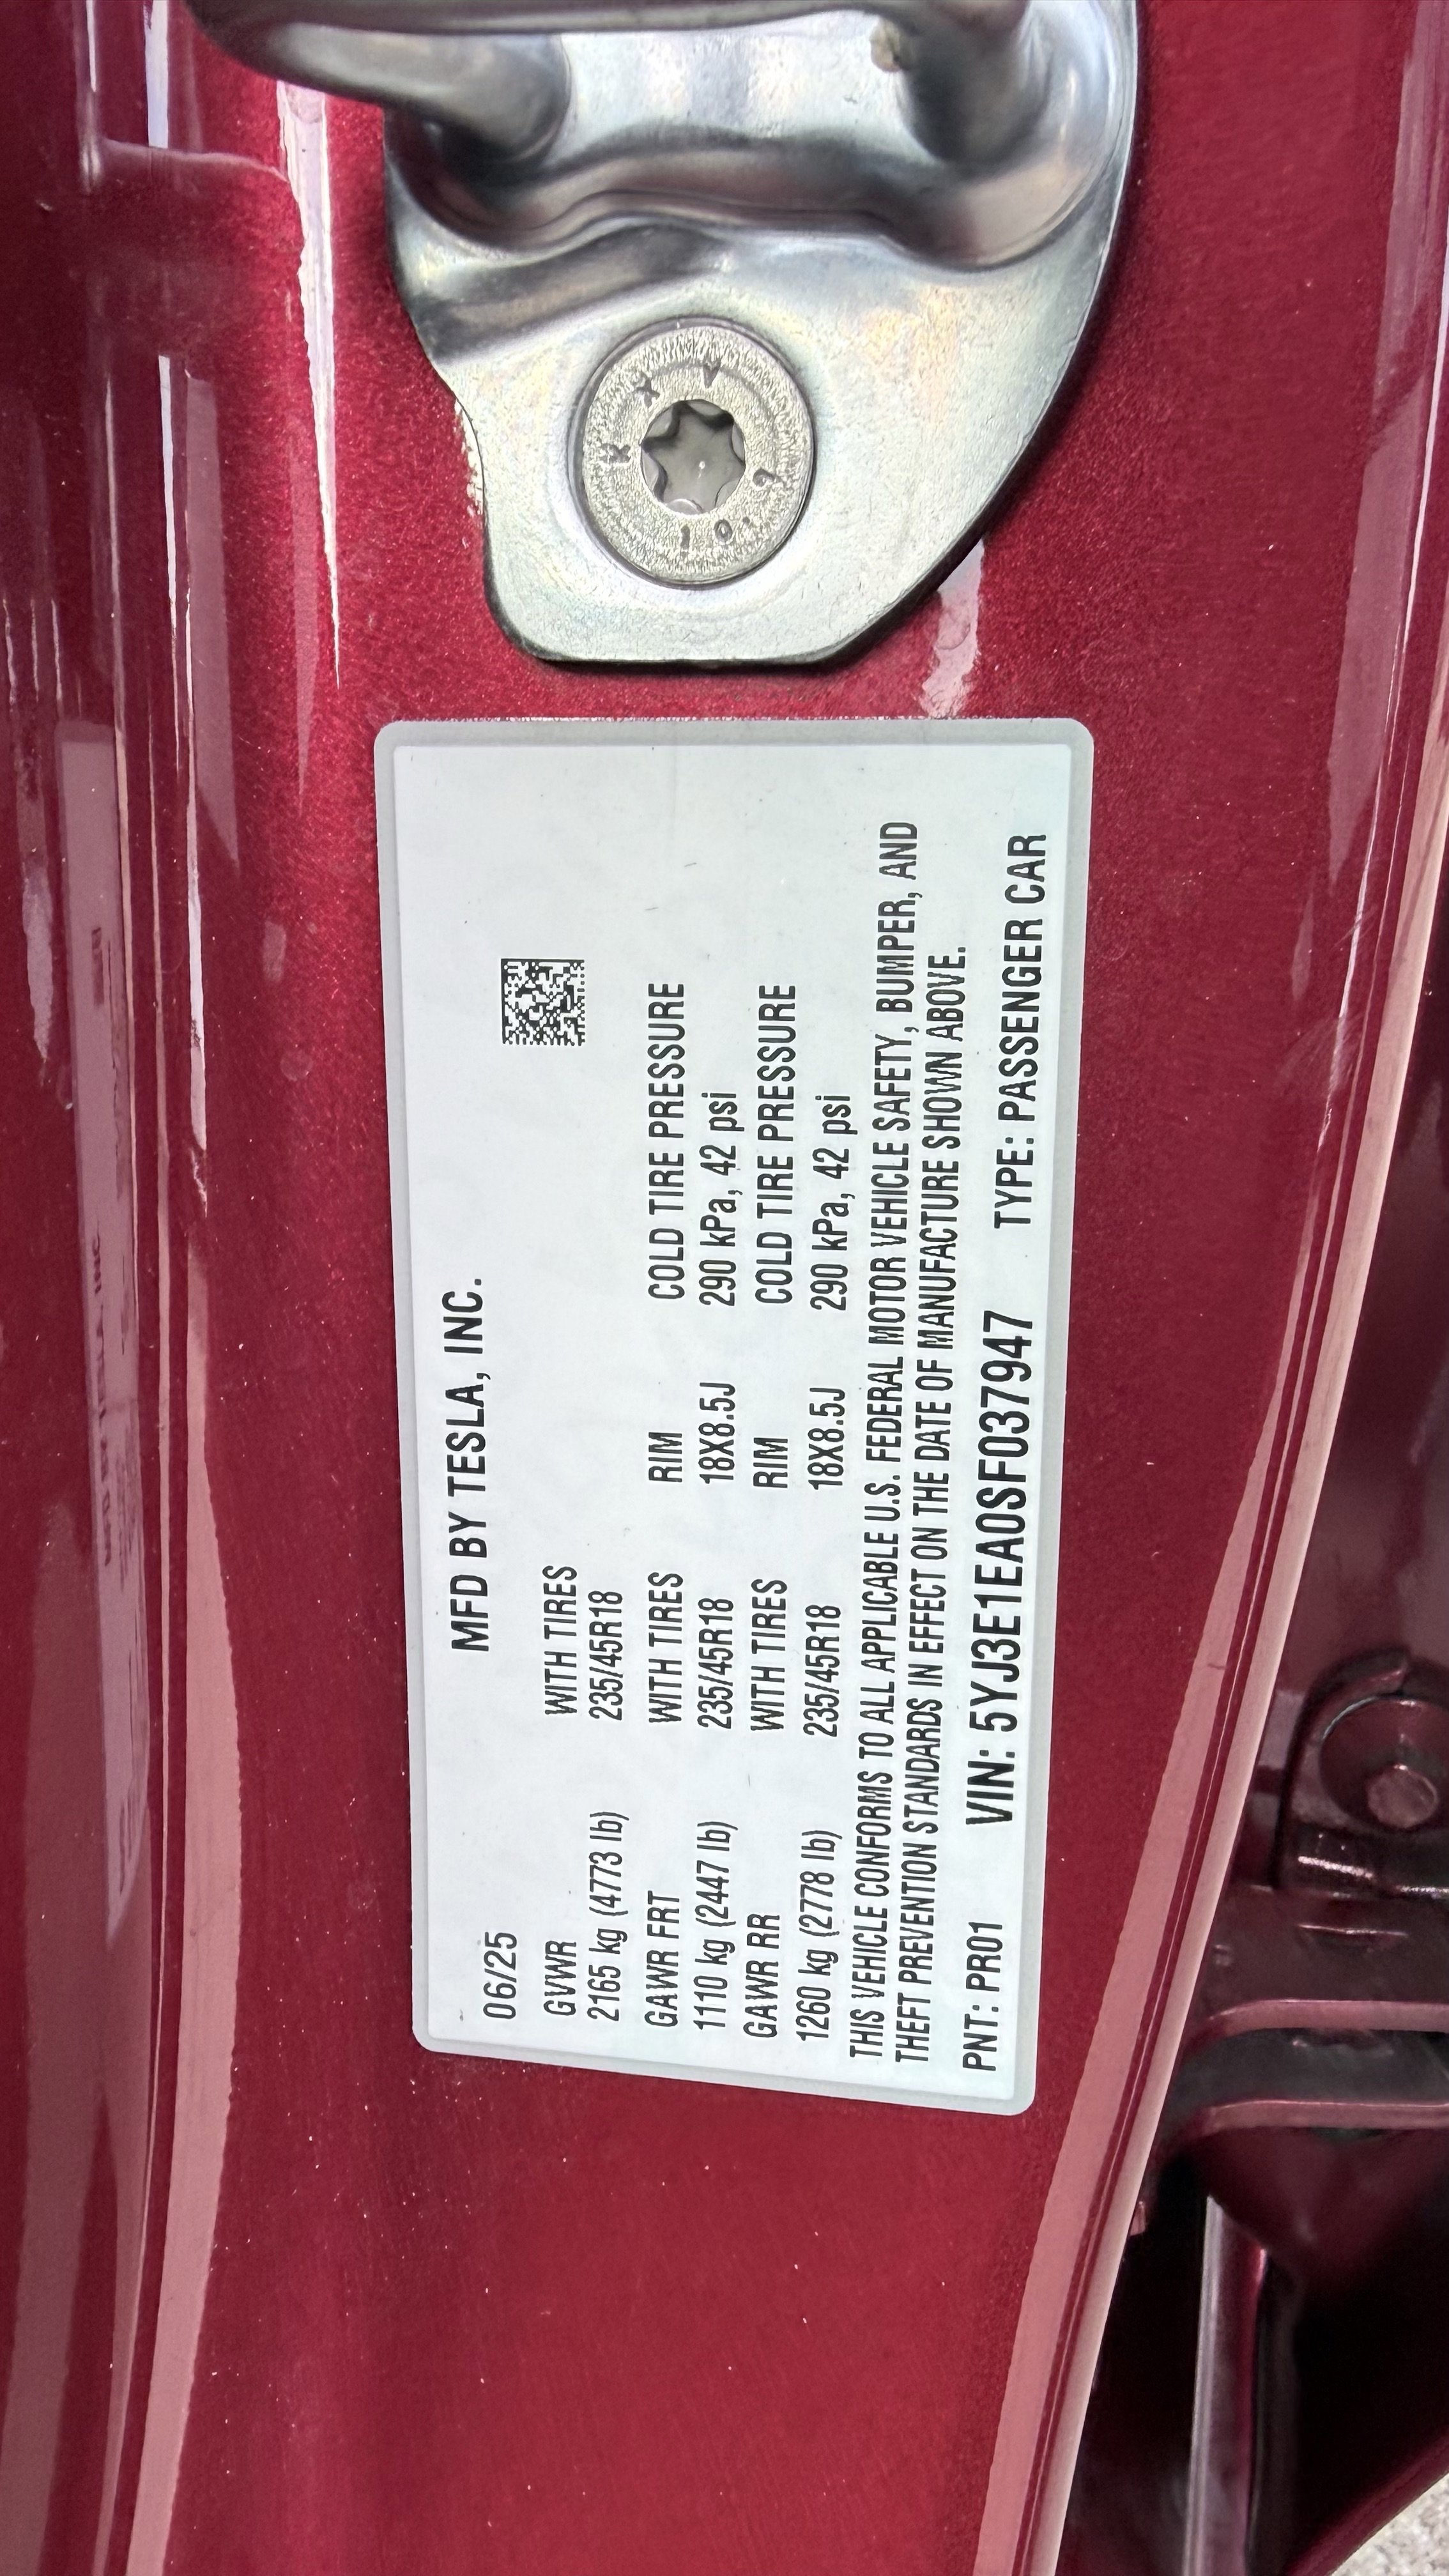 MFD BY TESLA, INC.
06/25
GVWR WITH TIRES
2165 kg (4773 lb) 235/45R18
GAWR FRT WITH TIRES RIM COLD TIRE PRESSURE
1110 kg (2447 lb) 235/45R18 18X8.5J 290 kPa, 42 psi
GAWR RR WITH TIRES RIM COLD TIRE PRESSURE
1260 kg (2778 lb) 235/45R18 18X8.5J 290 kPa, 42 psi
THIS VEHICLE CONFORMS TO ALL APPLICABLE U.S. FEDERAL MOTOR VEHICLE SAFETY, BUMPER, AND
THEFT PREVENTION STANDARDS IN EFFECT ON THE DATE OF MANUFACTURE SHOWN ABOVE.
PNT: PR01 VIN: 5YJ3E1EA0SF037947 TYPE: PASSENGER CAR